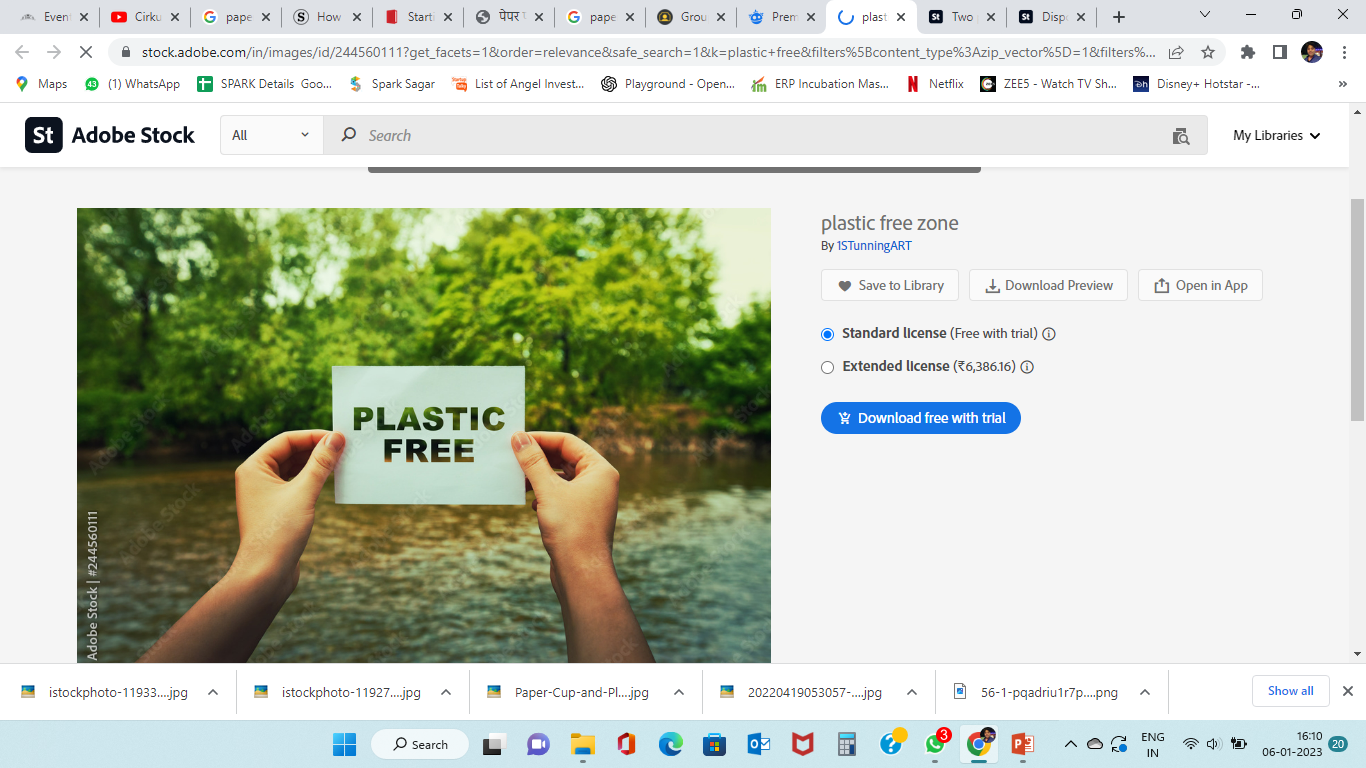 Event
Cirku
pape
How
Starti
पेपर
pape
Grou
Prem
plast
Two
Dispo
stock.adobe.com/in/images/id/244560111?get_facets=1&order=relevance&safe_search=1&k=plastic+free&filters%5Bcontent_type%3Azip_vector%5D=1&filters%...
Maps
(1) WhatsApp
SPARK Details Goo...
Spark Sagar
List of Angel Invest...
Playground - Open...
ERP Incubation Mas...
Netflix
ZEE5 - Watch TV Sh...
Disney+ Hotstar -...
»
St Adobe Stock
All
Search
My Libraries
plastic free zone
By 1STunningART
Save to Library
Download Preview
Open in App
Standard license (Free with trial)
Extended license (₹6,386.16)
Download free with trial
PLASTIC
FREE
Adobe Stock | #244560111
istockphoto-11933....jpg
istockphoto-11927....jpg
Paper-Cup-and-Pl....jpg
20220419053057-....jpg
56-1-pqadriu1r7p....png
Show all
Search
3
ENG
IN
16:10
06-01-2023
20